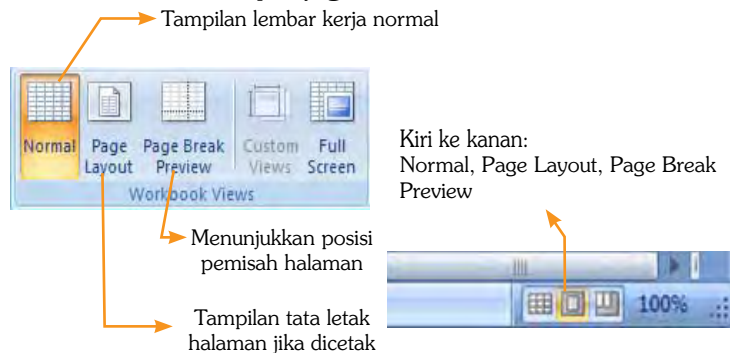 Tampilan lembar kerja normal
Normal Page Layout Page Break Preview Custom Views Full Screen
Workbook Views
Kiri ke kanan:
Normal, Page Layout, Page Break
Preview
Menunjukkan posisi
pemisah halaman
100%
Tampilan tata letak
halaman jika dicetak